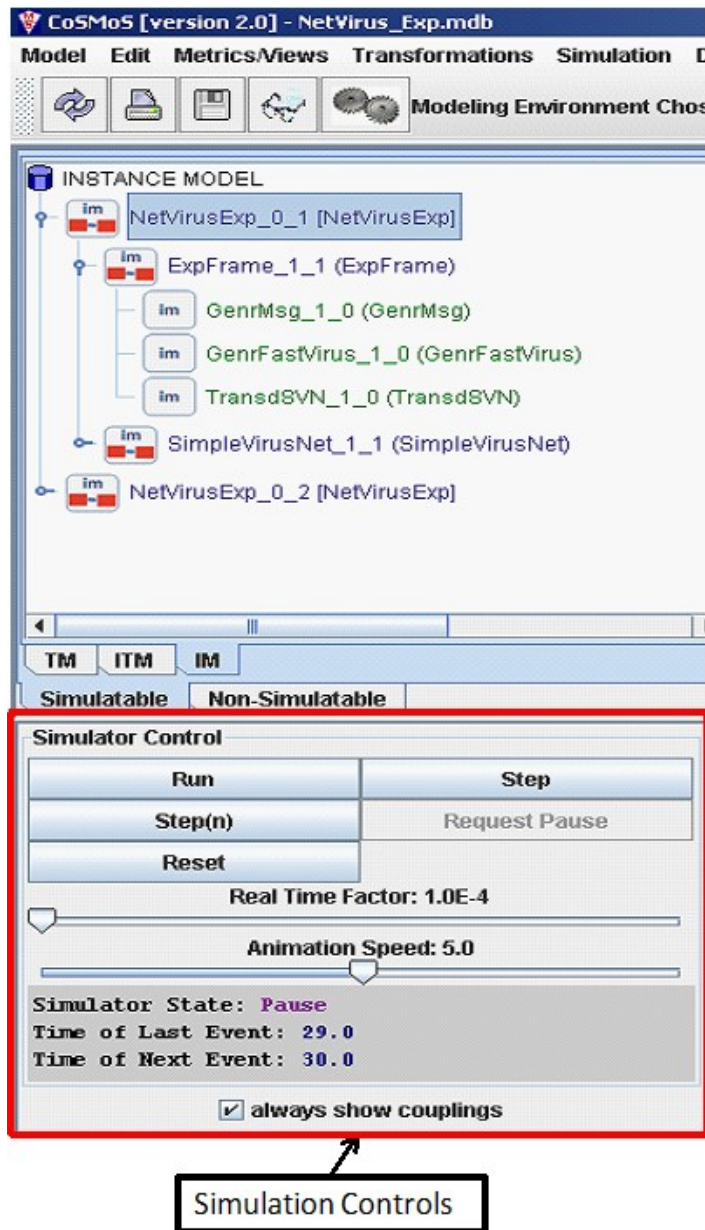 CoSMoS [version 2.0] - NetVirus_Exp.mdb
Model Edit Metrics/Views Transformations Simulation
Modeling Environment
INSTANCE MODEL
im NetVirusExp_0_1 [NetVirusExp]
im ExpFrame_1_1 (ExpFrame)
im GenrMsg_1_0 (GenrMsg)
im GenrFastVirus_1_0 (GenrFastVirus)
im TransdSVN_1_0 (TransdSVN)
im SimpleVirusNet_1_1 (SimpleVirusNet)
im NetVirusExp_0_2 [NetVirusExp]
TM ITM IM
Simulatable Non-Simulatable
Simulator Control
Run Step
Step(n) Request Pause
Reset
Real Time Factor: 1.0E-4
Animation Speed: 5.0
Simulator State: Pause
Time of Last Event: 29.0
Time of Next Event: 30.0
always show couplings
Simulation Controls